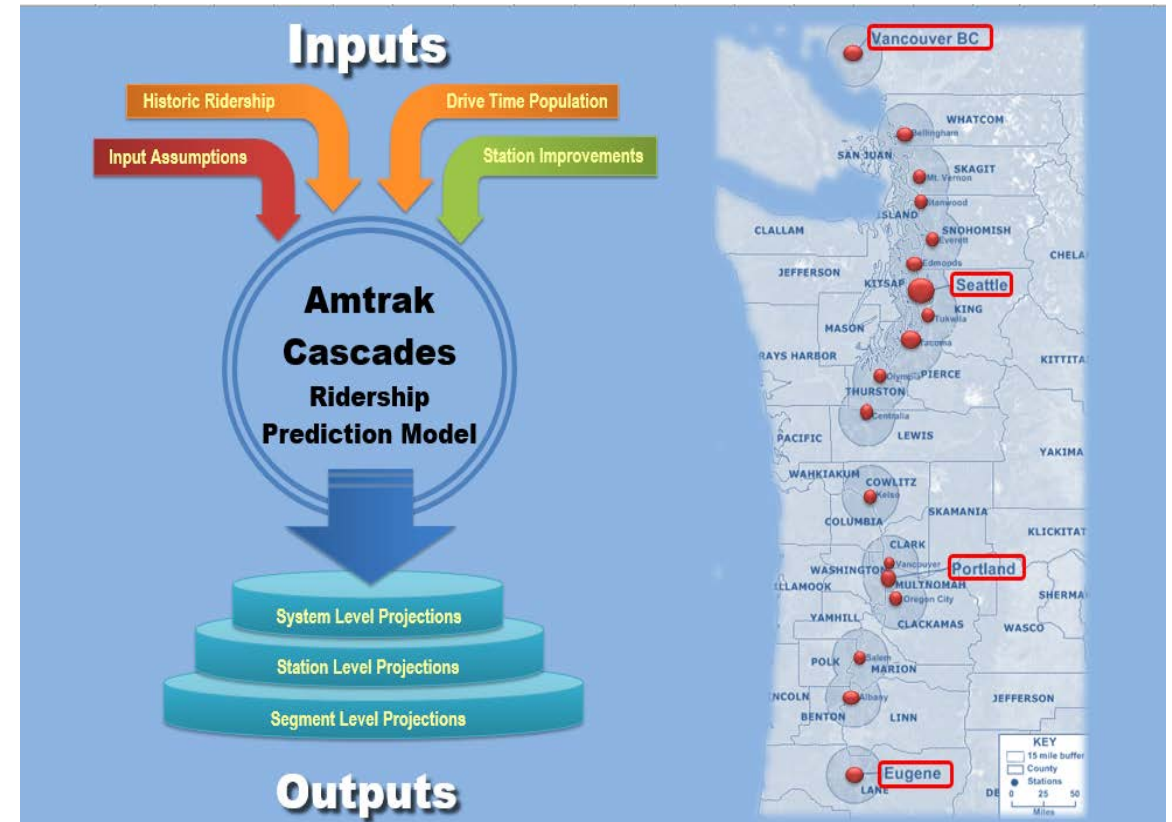 Inputs
Historic Ridership
Drive Time Population
Input Assumptions
Station Improvements
Amtrak
Cascades
Ridership
Prediction Model
System Level Projections
Station Level Projections
Segment Level Projections
Outputs
Vancouver BC
WHATCOM
Bellingham
SAN JUAN
SKAGIT
Mt. Vernon
Stanwood
ISLAND
CLALLAM
SNOHOMISH
Everett
CHELA
Edmonds
JEFFERSON
KITSAP
Seattle
KING
Tukwila
MASON
Tacoma
RAYS HARBOR
KITTITA
Olympia
PIERCE
THURSTON
Centralia
PACIFIC
LEWIS
YAKIMA
WAHKIAKUM
COWLITZ
Kelso
SKAMANIA
COLUMBIA
KLICKITAT
CLARK
Vancouver
WASHINGTON
Portland
LLAMOOK
MULTNOMAH
Oregon City
SHERMA
YAMHILL
CLACKAMAS
WASCO
POLK
Salem
MARION
NCOLN
Albany
JEFFERSON
BENTON
LINN
Eugene
LANE
DE
KEY
15 mile buffer
County
Stations
0 25 50
Miles